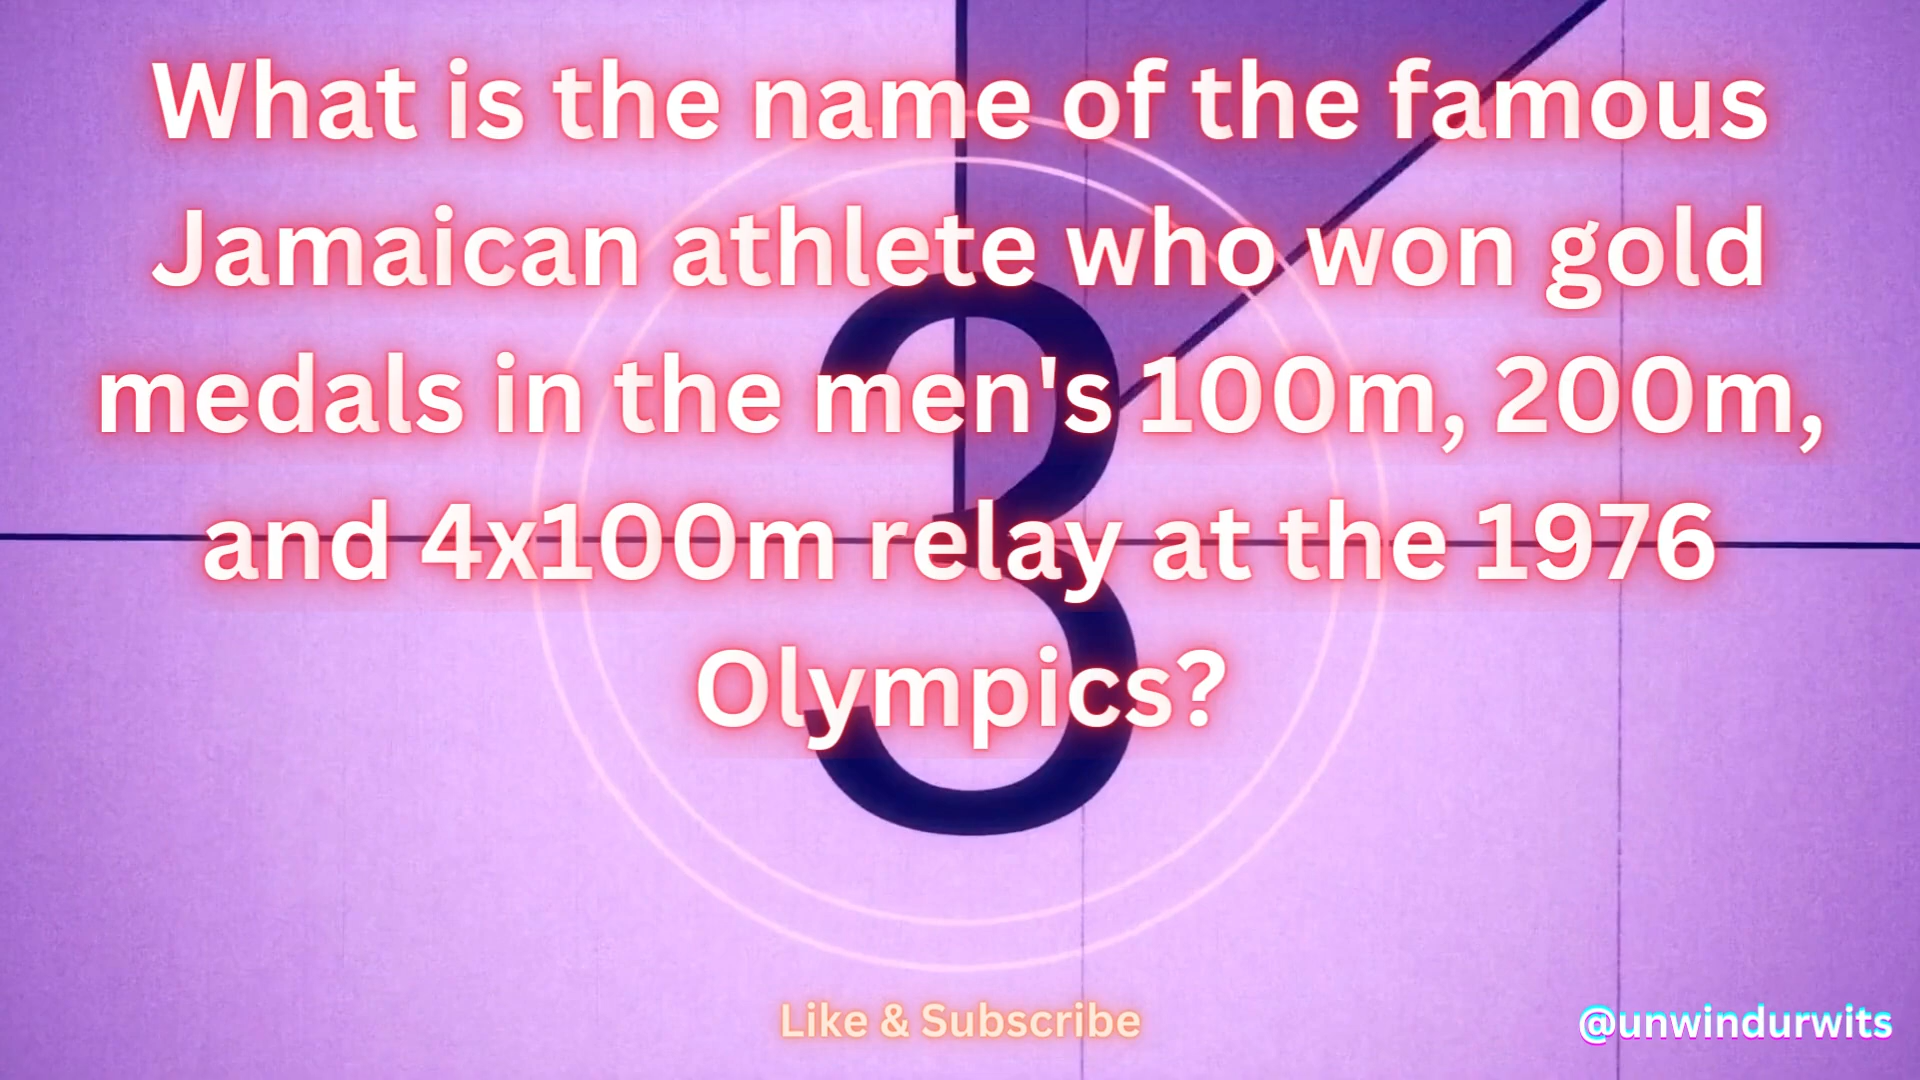 What is the name of the famous
Jamaican athlete who won gold
medals in the men's 100m, 200m,
and 4x100m relay at the 1976
Olympics?
3
Like & Subscribe
@unwindurwits